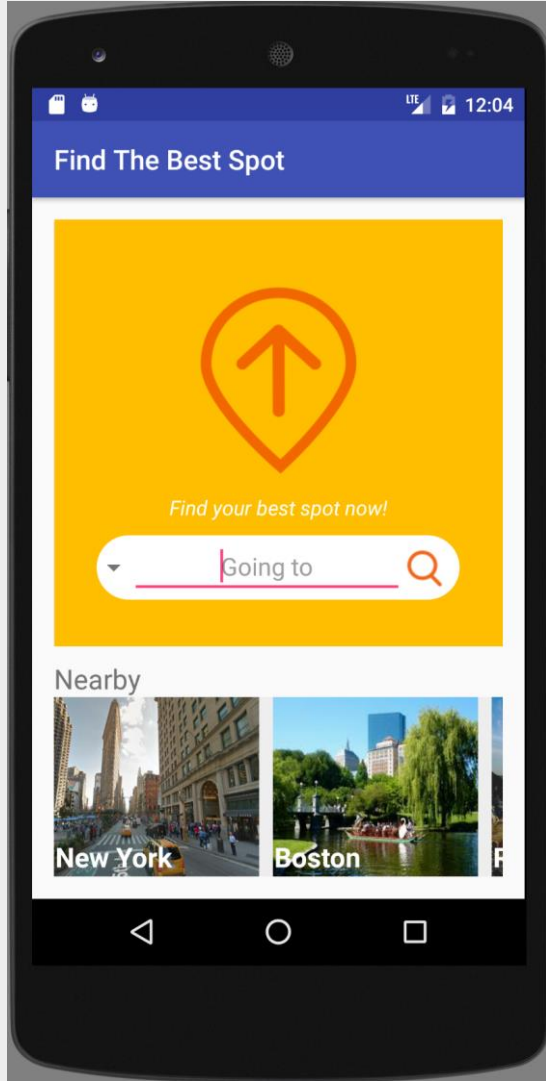 LTE 12:04
Find The Best Spot
Find your best spot now!
Going to
Nearby
New York
Boston